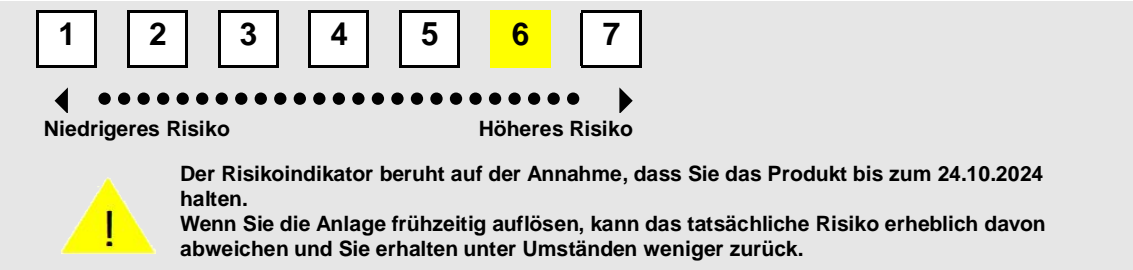 1 2 3 4 5 6 7
Niedrigeres Risiko Höheres Risiko
Der Risikoindikator beruht auf der Annahme, dass Sie das Produkt bis zum 24.10.2024
halten.
Wenn Sie die Anlage frühzeitig auflösen, kann das tatsächliche Risiko erheblich davon
abweichen und Sie erhalten unter Umständen weniger zurück.
!